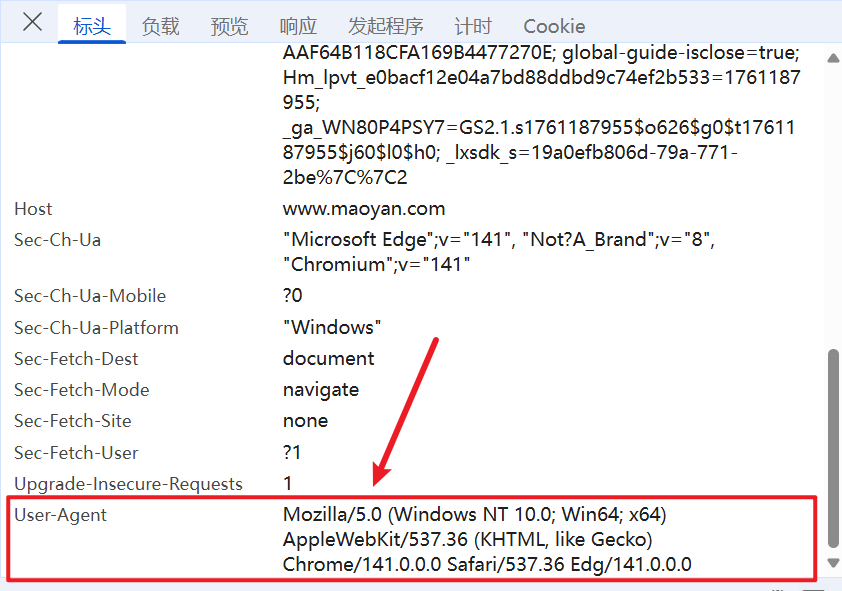 标头 负载 预览 响应 发起程序 计时 Cookie
AAF64B118CFA169B4477270E; global-guide-isclose=true;
Hm_lpvt_e0bacf12e04a7bd88ddbd9c74ef2b533=1761187
955;
_ga_WN80P4PSY7=GS2.1.s1761187955$o626$g0$t17611
87955$j60$l0$h0; _lxsdk_s=19a0efb806d-79a-771-
2be%7C%7C2
Host www.maoyan.com
Sec-Ch-Ua "Microsoft Edge";v="141", "Not?A_Brand";v="8",
"Chromium";v="141"
Sec-Ch-Ua-Mobile ?0
Sec-Ch-Ua-Platform "Windows"
Sec-Fetch-Dest document
Sec-Fetch-Mode navigate
Sec-Fetch-Site none
Sec-Fetch-User ?1
Upgrade-Insecure-Requests 1
User-Agent Mozilla/5.0 (Windows NT 10.0; Win64; x64)
AppleWebKit/537.36 (KHTML, like Gecko)
Chrome/141.0.0.0 Safari/537.36 Edg/141.0.0.0